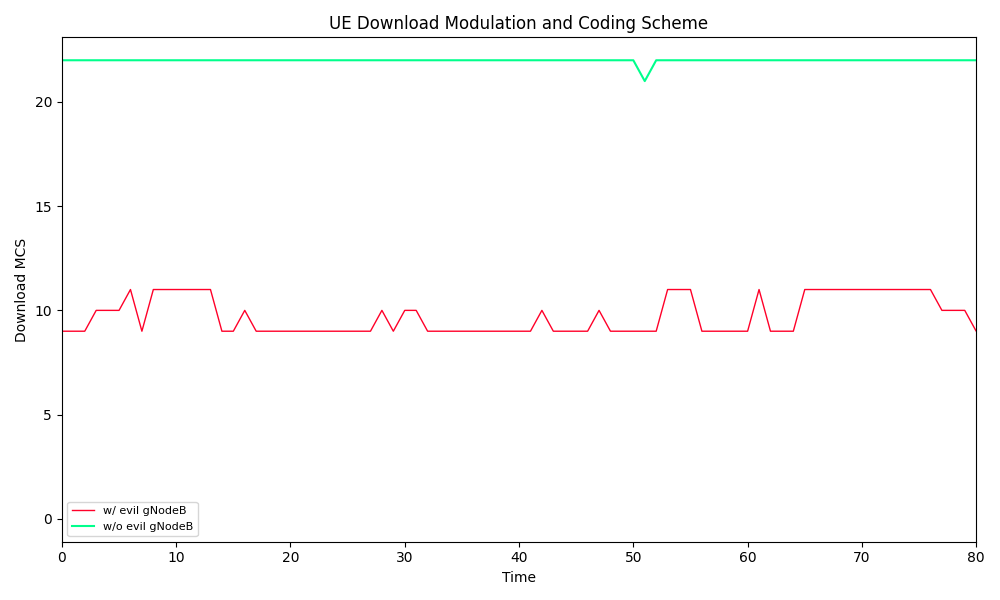 UE Download Modulation and Coding Scheme
Download MCS
20
15
10
5
0
w/ evil gNodeB
w/o evil gNodeB
0 10 20 30 40 50 60 70 80
Time